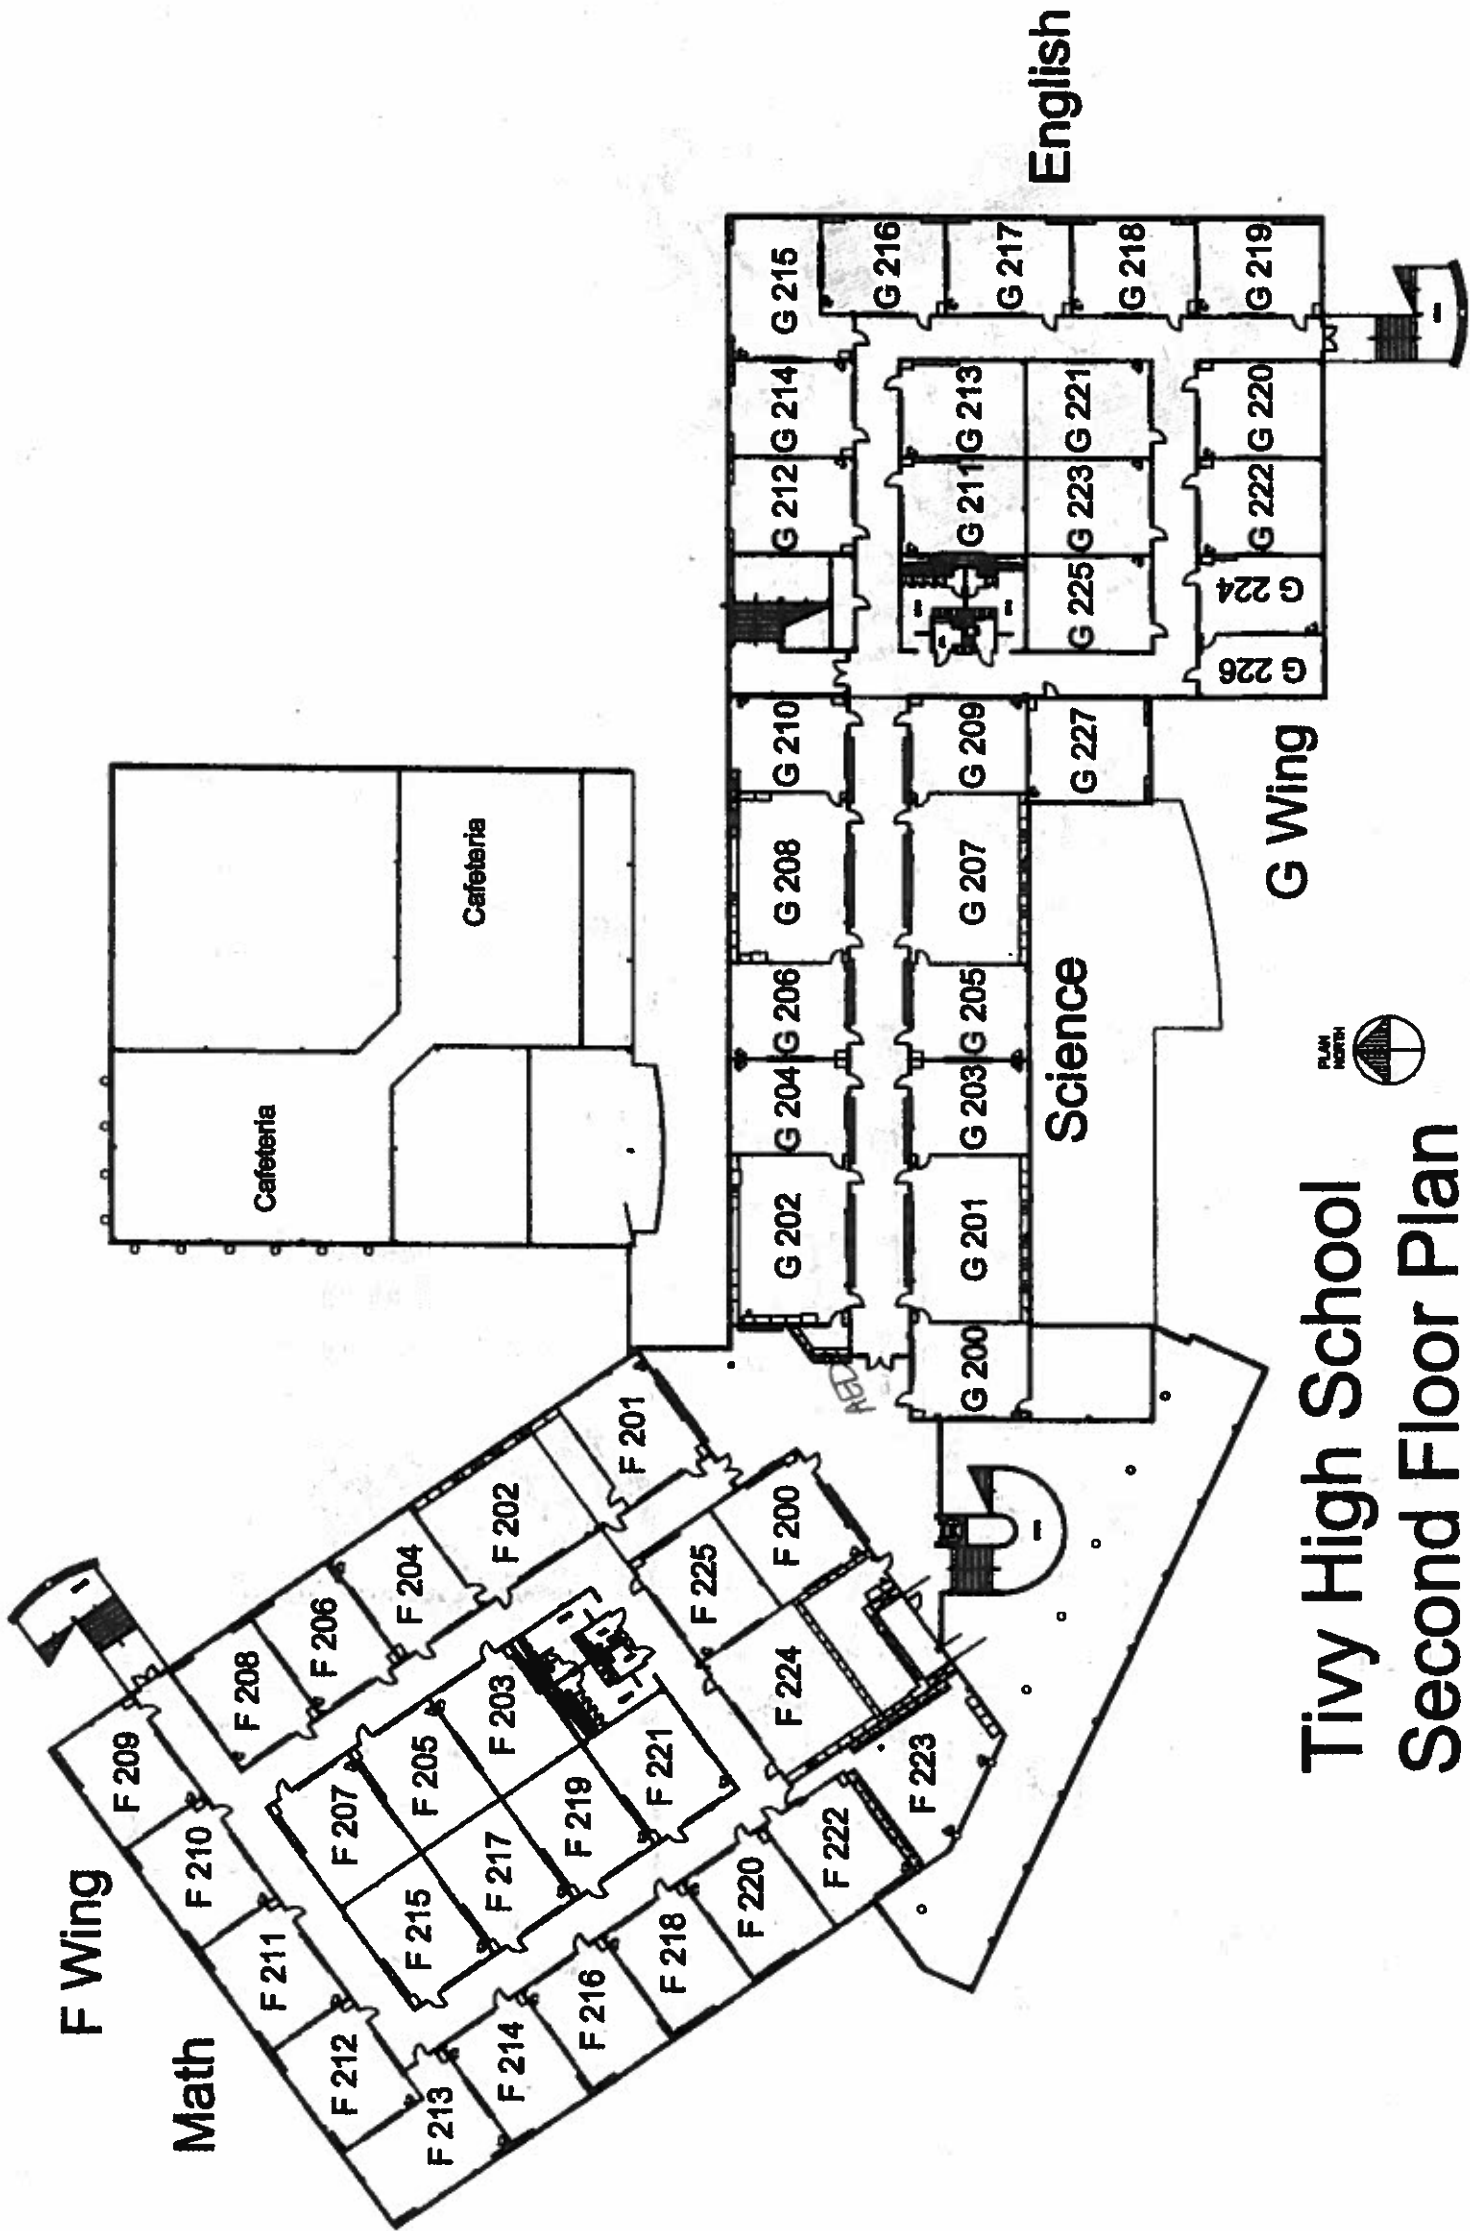 F Wing
Math
F 209
F 210
F 211
F 212
F 213
F 208
F 206
F 204
F 202
F 201
F 207
F 205
F 203
F 215
F 217
F 219
F 221
F 214
F 216
F 218
F 220
F 222
F 223
F 224
F 225
F 200
Cafeteria
Cafeteria
AED
G 202
G 204
G 206
G 208
G 210
G 212
G 214
G 215
G 200
G 201
G 203
G 205
G 207
G 209
G 211
G 213
G 216
G 217
G 218
G 219
G 227
G 225
G 223
G 221
G 226
G 224
G 222
G 220
Science
English
G Wing
PLAN
NORTH
Tivy High School
Second Floor Plan